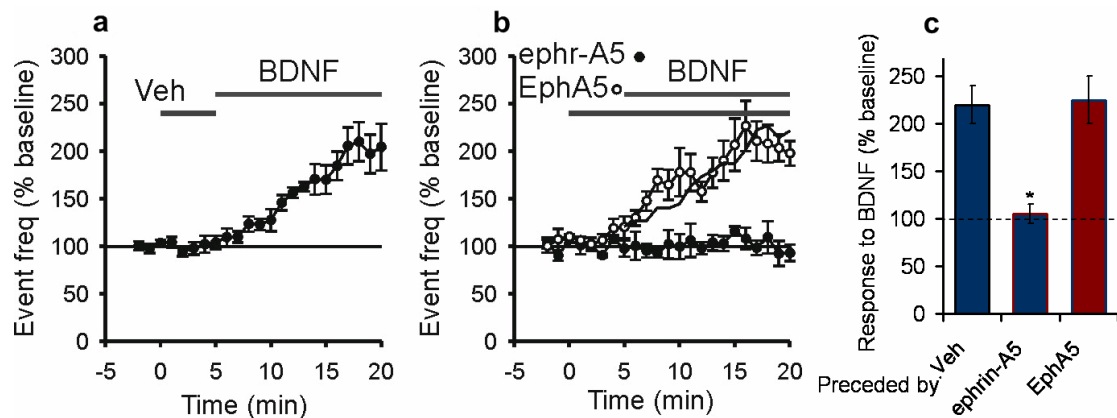 a
Event freq (% baseline)
300
250
200
150
100
50
0
Veh
BDNF
-5 0 5 10 15 20
Time (min)
b
Event freq (% baseline)
300
250
200
150
100
50
0
ephr-A5
EphA5
BDNF
-5 0 5 10 15 20
Time (min)
c
Response to BDNF (% baseline)
250
200
150
100
50
0
*
Preceded by: Veh
ephrin-A5
EphA5